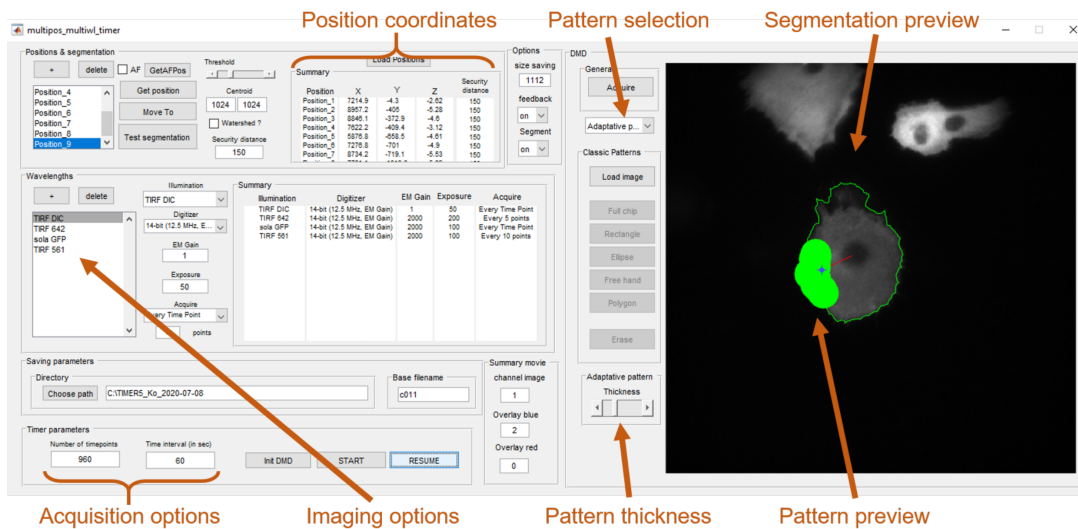 Position coordinates
Pattern selection
Segmentation preview
multipos_multiwl_timer
Positions & segmentation
+
delete
AF
GetAFPos
Threshold
Get position
Move To
Test segmentation
Centroid
1024
1024
Watershed ?
Security distance
150
Position_4
Position_5
Position_6
Position_7
Position_8
Position_9
Load Positions
Summary
Position X Y Z Security distance
Position_1 7214.9 -4.3 -2.62 150
Position_2 8957.2 -405 -5.28 150
Position_3 8846.1 -372.9 -4.6 150
Position_4 7622.2 -409.4 -3.12 150
Position_5 5876.8 -658.5 -4.61 150
Position_6 7276.8 -701 -4.9 150
Position_7 8734.2 -719.1 -5.53 150
Options
size saving
1112
feedback
on
Segment
on
DMD
General
Acquire
Adaptative p...
Classic Patterns
Load image
Full chip
Rectangle
Ellipse
Free hand
Polygon
Erase
Adaptative pattern
Thickness
Wavelengths
+
delete
TIRF DIC
TIRF 642
sola GFP
TIRF 561
Illumination
TIRF DIC
Digitizer
14-bit (12.5 MHz, E...
EM Gain
1
Exposure
50
Acquire
Every Time Point
points
Summary
Illumination Digitizer EM Gain Exposure Acquire
TIRF DIC 14-bit (12.5 MHz, EM Gain) 1 50 Every Time Point
TIRF 642 14-bit (12.5 MHz, EM Gain) 2000 200 Every 5 points
sola GFP 14-bit (12.5 MHz, EM Gain) 2000 100 Every Time Point
TIRF 561 14-bit (12.5 MHz, EM Gain) 2000 100 Every 10 points
Saving parameters
Directory
Choose path
C:\TIMER5_Ko_2020-07-08
Base filename
c011
Summary movie
channel image
1
Overlay blue
2
Overlay red
0
Timer parameters
Number of timepoints
960
Time interval (in sec)
60
Init DMD
START
RESUME
Acquisition options
Imaging options
Pattern thickness
Pattern preview